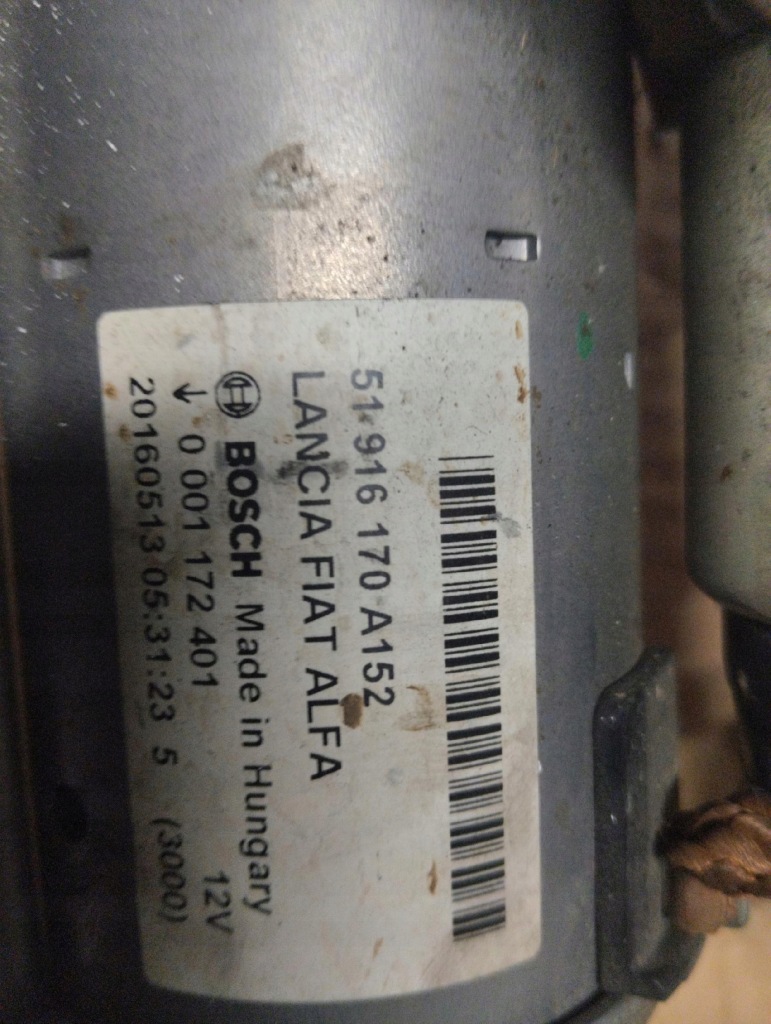 51 916 170 A152
LANCIA FIAT ALFA
BOSCH Made in Hungary
0 001 172 401 12V
20160513 05:31:23 5 (3000)